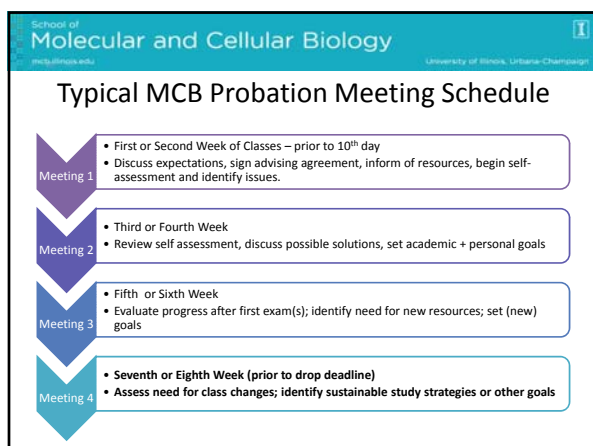 School of
Molecular and Cellular Biology
mcb.illinois.edu
University of Illinois, Urbana-Champaign
I
Typical MCB Probation Meeting Schedule
Meeting 1
• First or Second Week of Classes – prior to 10th day
• Discuss expectations, sign advising agreement, inform of resources, begin self-
assessment and identify issues.
Meeting 2
• Third or Fourth Week
• Review self assessment, discuss possible solutions, set academic + personal goals
Meeting 3
• Fifth or Sixth Week
• Evaluate progress after first exam(s); identify need for new resources; set (new)
goals
Meeting 4
• Seventh or Eighth Week (prior to drop deadline)
• Assess need for class changes; identify sustainable study strategies or other goals